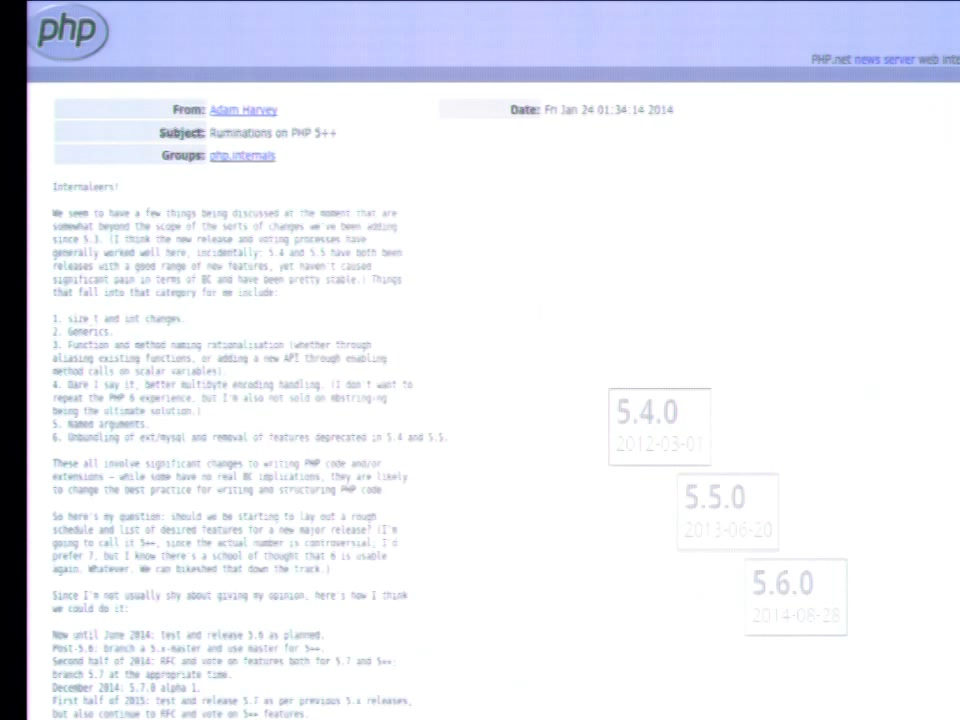 php
PHP.net news server web inte
From: Adam Harvey
Date: Fri Jan 24 01:34:14 2014
Subject: Ruminations on PHP 5++
Groups: php.internals
Internaleers!
We seem to have a few things being discussed at the moment that are
somewhat beyond the scope of the sorts of changes we've been adding
since 5.3. (I think the new release and voting processes have
generally worked well here, incidentally: 5.4 and 5.5 have both been
releases with a good range of new features, yet haven't caused
significant pain in terms of BC and have been pretty stable.) Things
that fall into that category for me include:
1. size_t and int changes.
2. Generics.
3. Function and method naming rationalisation (whether through
aliasing existing functions, or adding a new API through enabling
method calls on scalar variables).
4. Dare I say it, better multibyte encoding handling. (I don't want to
repeat the PHP 6 experience, but I'm also not sold on mbstring-ng
being the ultimate solution.)
5. Named arguments.
6. Unbundling of ext/mysql and removal of features deprecated in 5.4 and 5.5.
These all involve significant changes to writing PHP code and/or
extensions — while some have no real BC implications, they are likely
to change the best practice for writing and structuring PHP code
So here's my question: should we be starting to lay out a rough
schedule and list of desired features for a new major release? (I'm
going to call it 5++, since the actual number is controversial; I'd
prefer 7, but I know there's a school of thought that 6 is usable
again. Whatever. We can bikeshed that down the track.)
Since I'm not usually shy about giving my opinion, here's how I think
we could do it:
Now until June 2014: test and release 5.6 as planned.
Post-5.6: branch a 5.x-master and use master for 5++.
Second half of 2014: RFC and vote on features both for 5.7 and 5++;
branch 5.7 at the appropriate time.
December 2014: 5.7.0 alpha 1.
First half of 2015: test and release 5.7 as per previous 5.x releases,
but also continue to RFC and vote on 5++ features.
5.4.0
2012-03-01
5.5.0
2013-06-20
5.6.0
2014-08-28